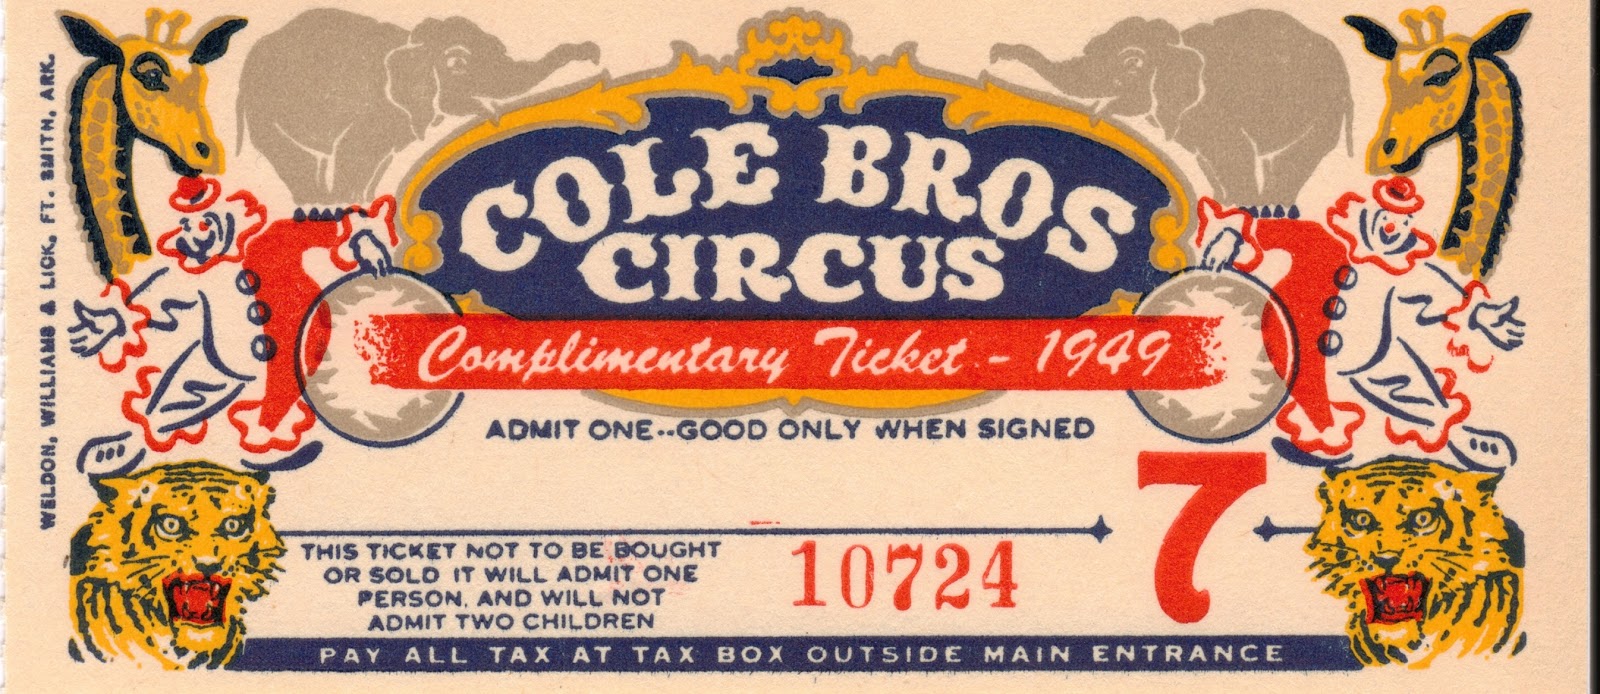 WELDON, WILLIAMS & LICK, FT. SMITH, ARK.
COLE BROS
CIRCUS
Complimentary Ticket - 1949
ADMIT ONE--GOOD ONLY WHEN SIGNED
7
THIS TICKET NOT TO BE BOUGHT
OR SOLD IT WILL ADMIT ONE
PERSON, AND WILL NOT
ADMIT TWO CHILDREN
10724
PAY ALL TAX AT TAX BOX OUTSIDE MAIN ENTRANCE